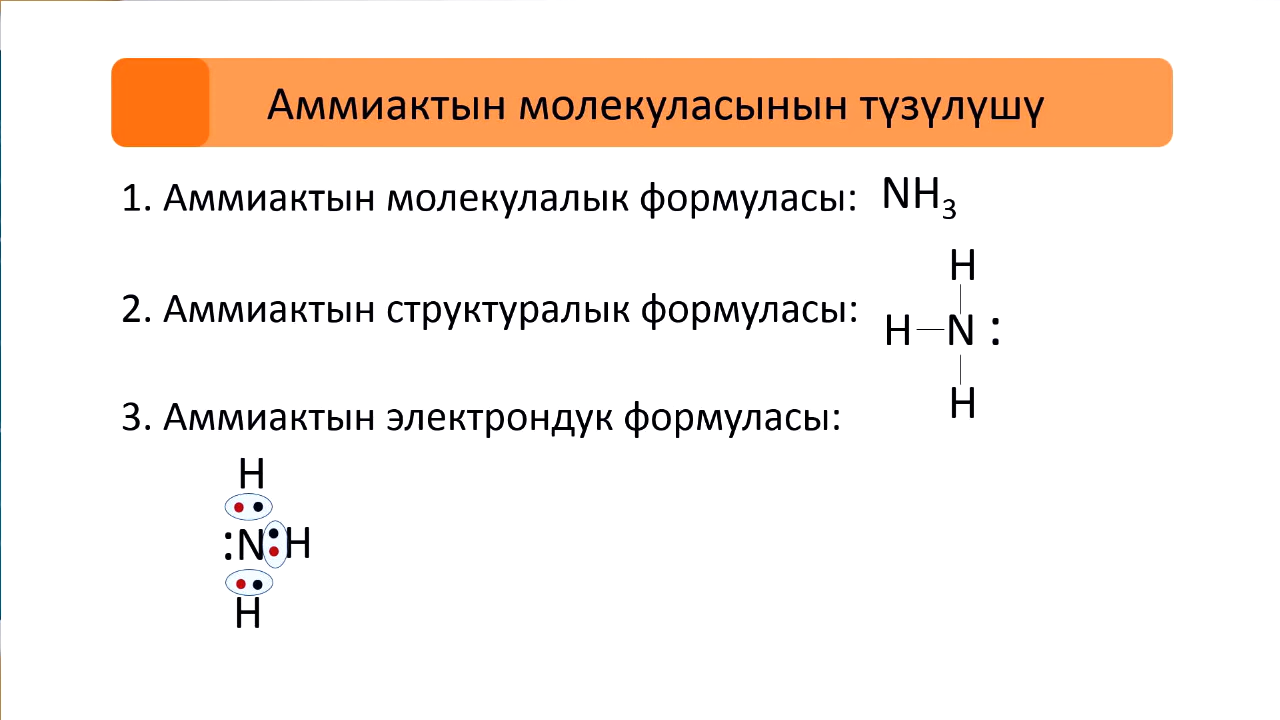 Аммиактын молекуласынын түзүлүшү
1. Аммиактын молекулалык формуласы: NH₃
H
2. Аммиактын структуралык формуласы:
H—N :
H
3. Аммиактын электрондук формуласы:
H
:N:H
H